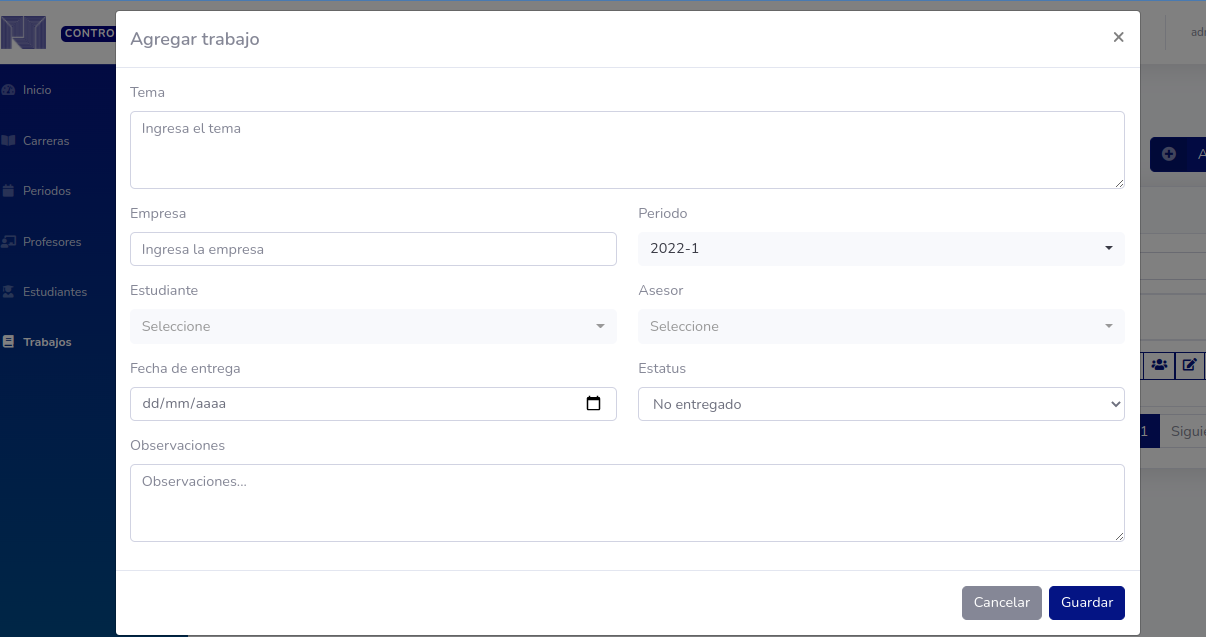 CONTRO
Agregar trabajo
×
Inicio
Carreras
Periodos
Profesores
Estudiantes
Trabajos
Tema
Ingresa el tema
Empresa
Periodo
Ingresa la empresa
2022-1
Estudiante
Asesor
Seleccione
Seleccione
Fecha de entrega
Estatus
dd/mm/aaaa
No entregado
Observaciones
Observaciones...
Cancelar
Guardar
ad
A
1
Siguie